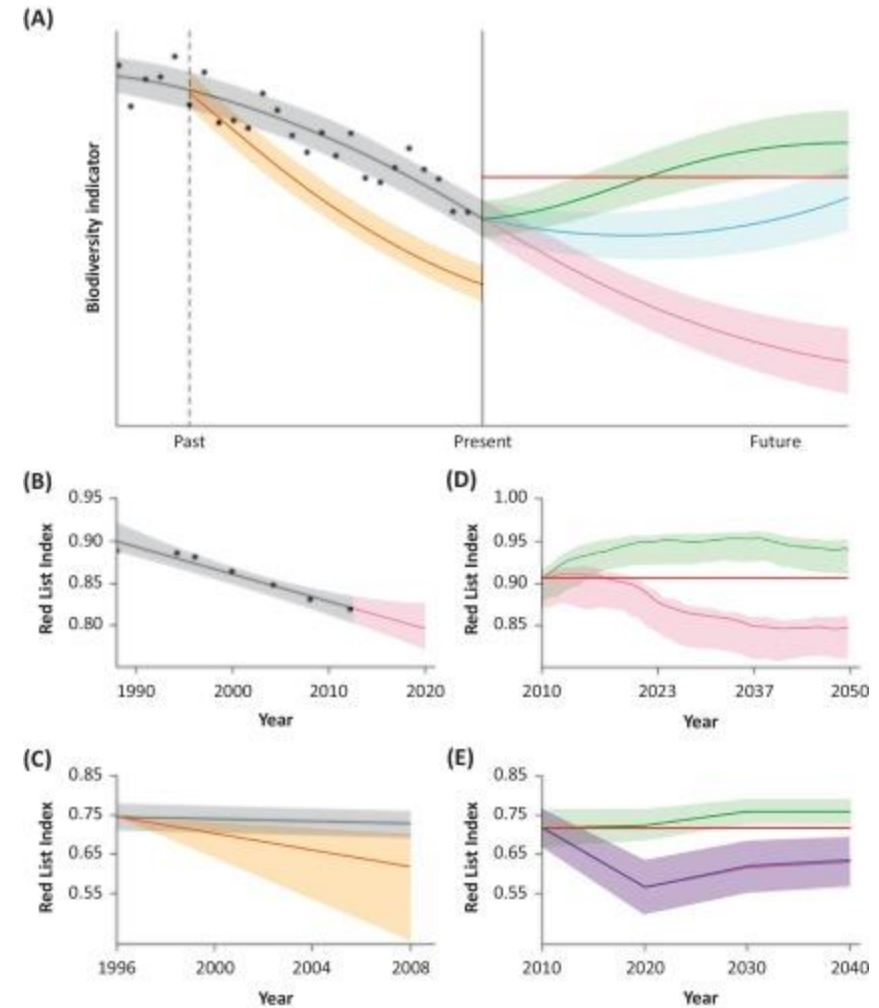 (A)
Biodiversity indicator
Past
Present
Future
(B)
Red List Index
0.95
0.90
0.85
0.80
1990
2000
2010
2020
Year
(D)
Red List Index
1.00
0.95
0.90
0.85
2010
2023
2037
2050
Year
(C)
Red List Index
0.85
0.75
0.65
0.55
1996
2000
2004
2008
Year
(E)
Red List Index
0.85
0.75
0.65
0.55
2010
2020
2030
2040
Year